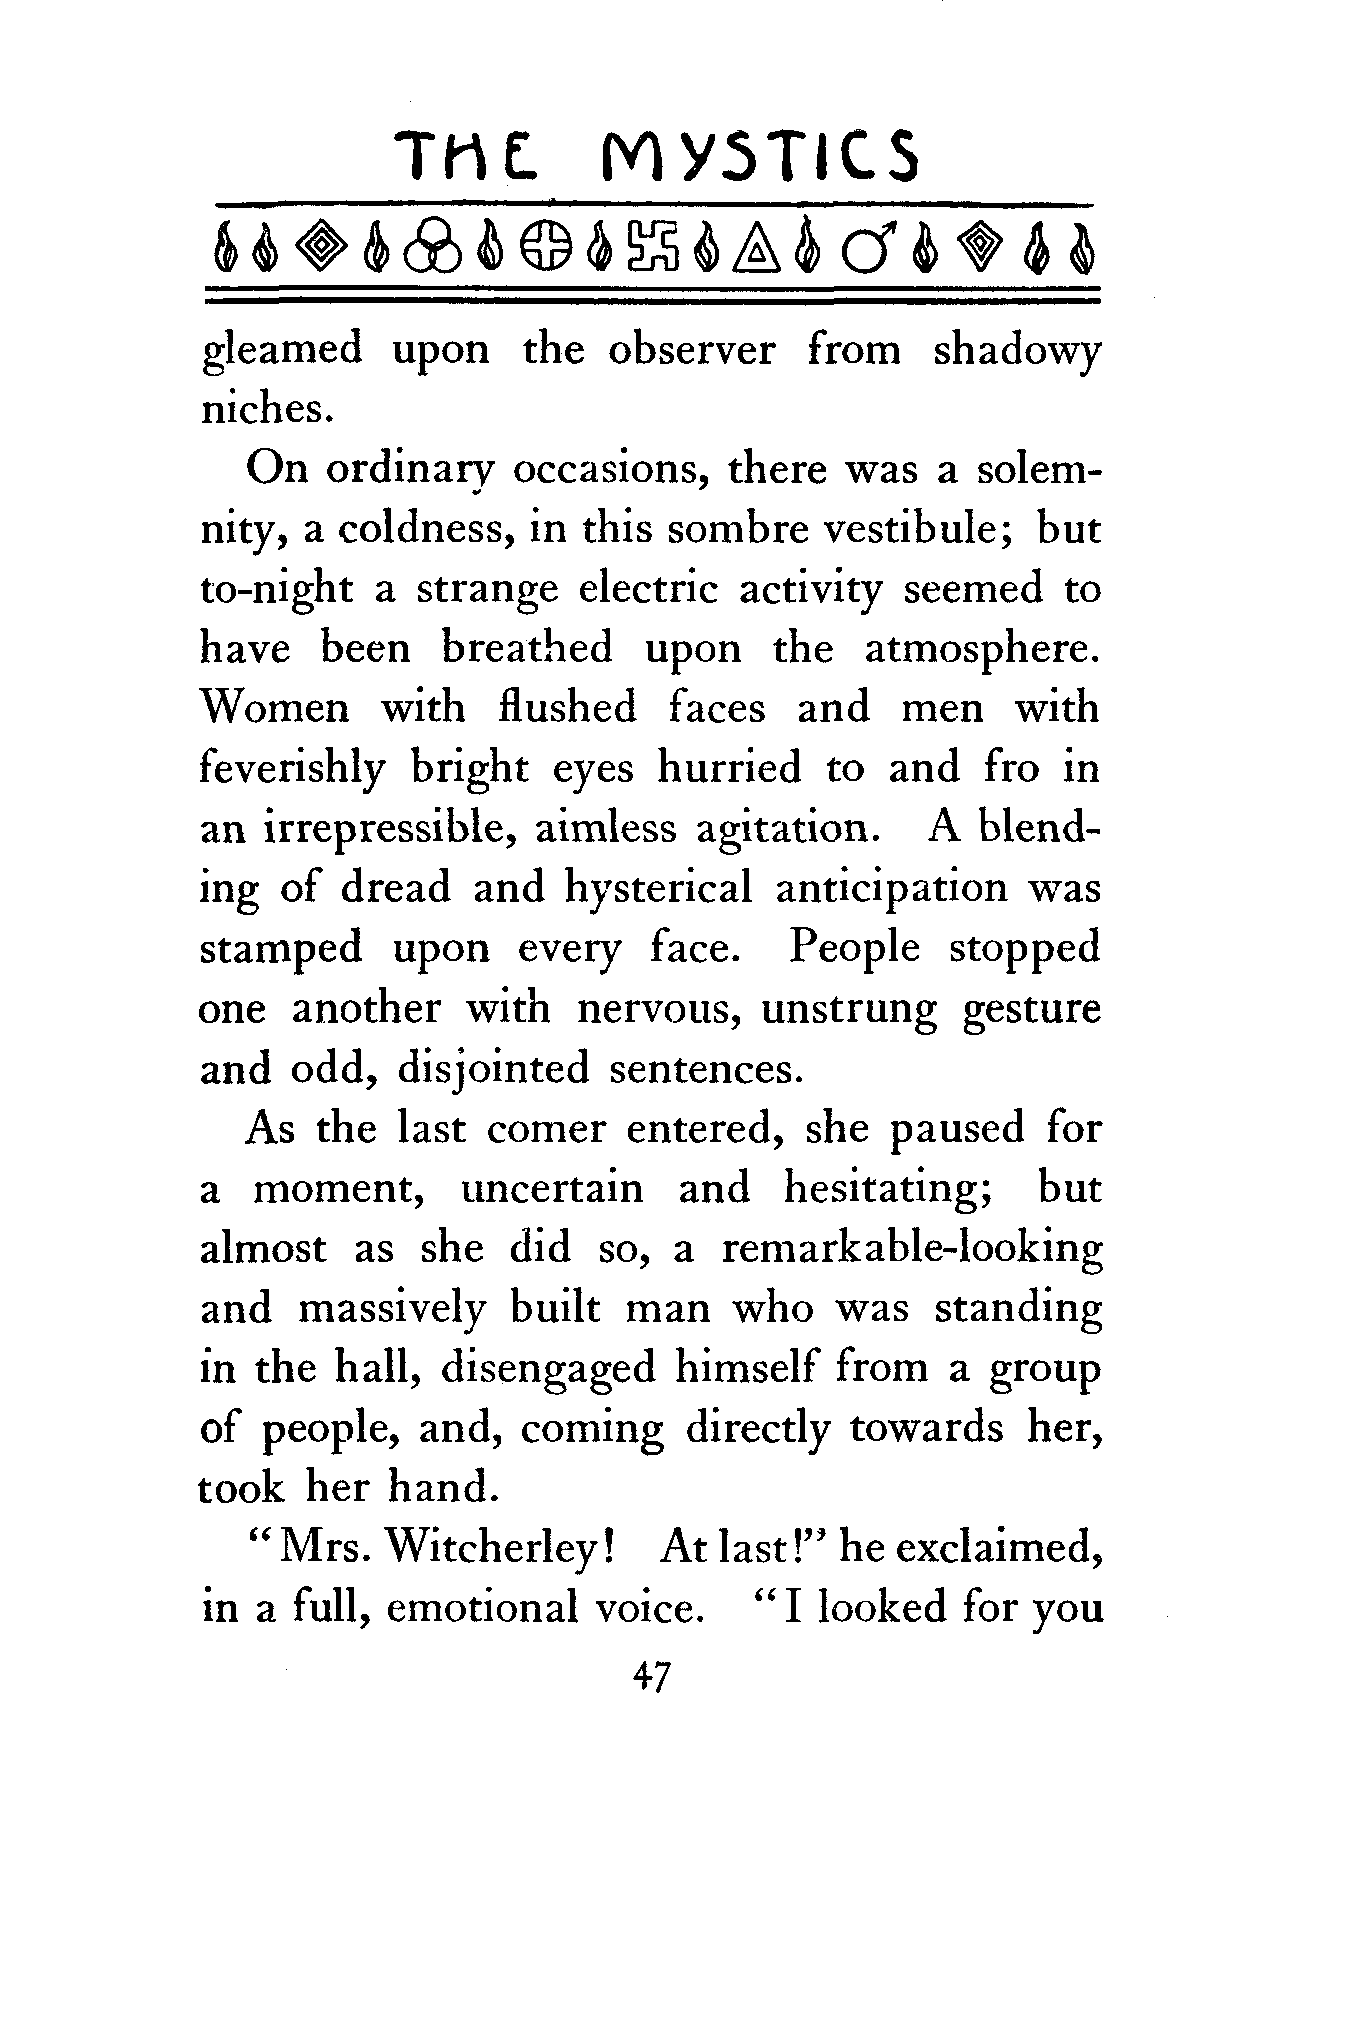 THE MYSTICS
gleamed upon the observer from shadowy
niches.
On ordinary occasions, there was a solem-
nity, a coldness, in this sombre vestibule; but
to-night a strange electric activity seemed to
have been breathed upon the atmosphere.
Women with flushed faces and men with
feverishly bright eyes hurried to and fro in
an irrepressible, aimless agitation. A blend-
ing of dread and hysterical anticipation was
stamped upon every face. People stopped
one another with nervous, unstrung gesture
and odd, disjointed sentences.
As the last comer entered, she paused for
a moment, uncertain and hesitating; but
almost as she did so, a remarkable-looking
and massively built man who was standing
in the hall, disengaged himself from a group
of people, and, coming directly towards her,
took her hand.
“Mrs. Witcherley! At last!” he exclaimed,
in a full, emotional voice. “I looked for you
47